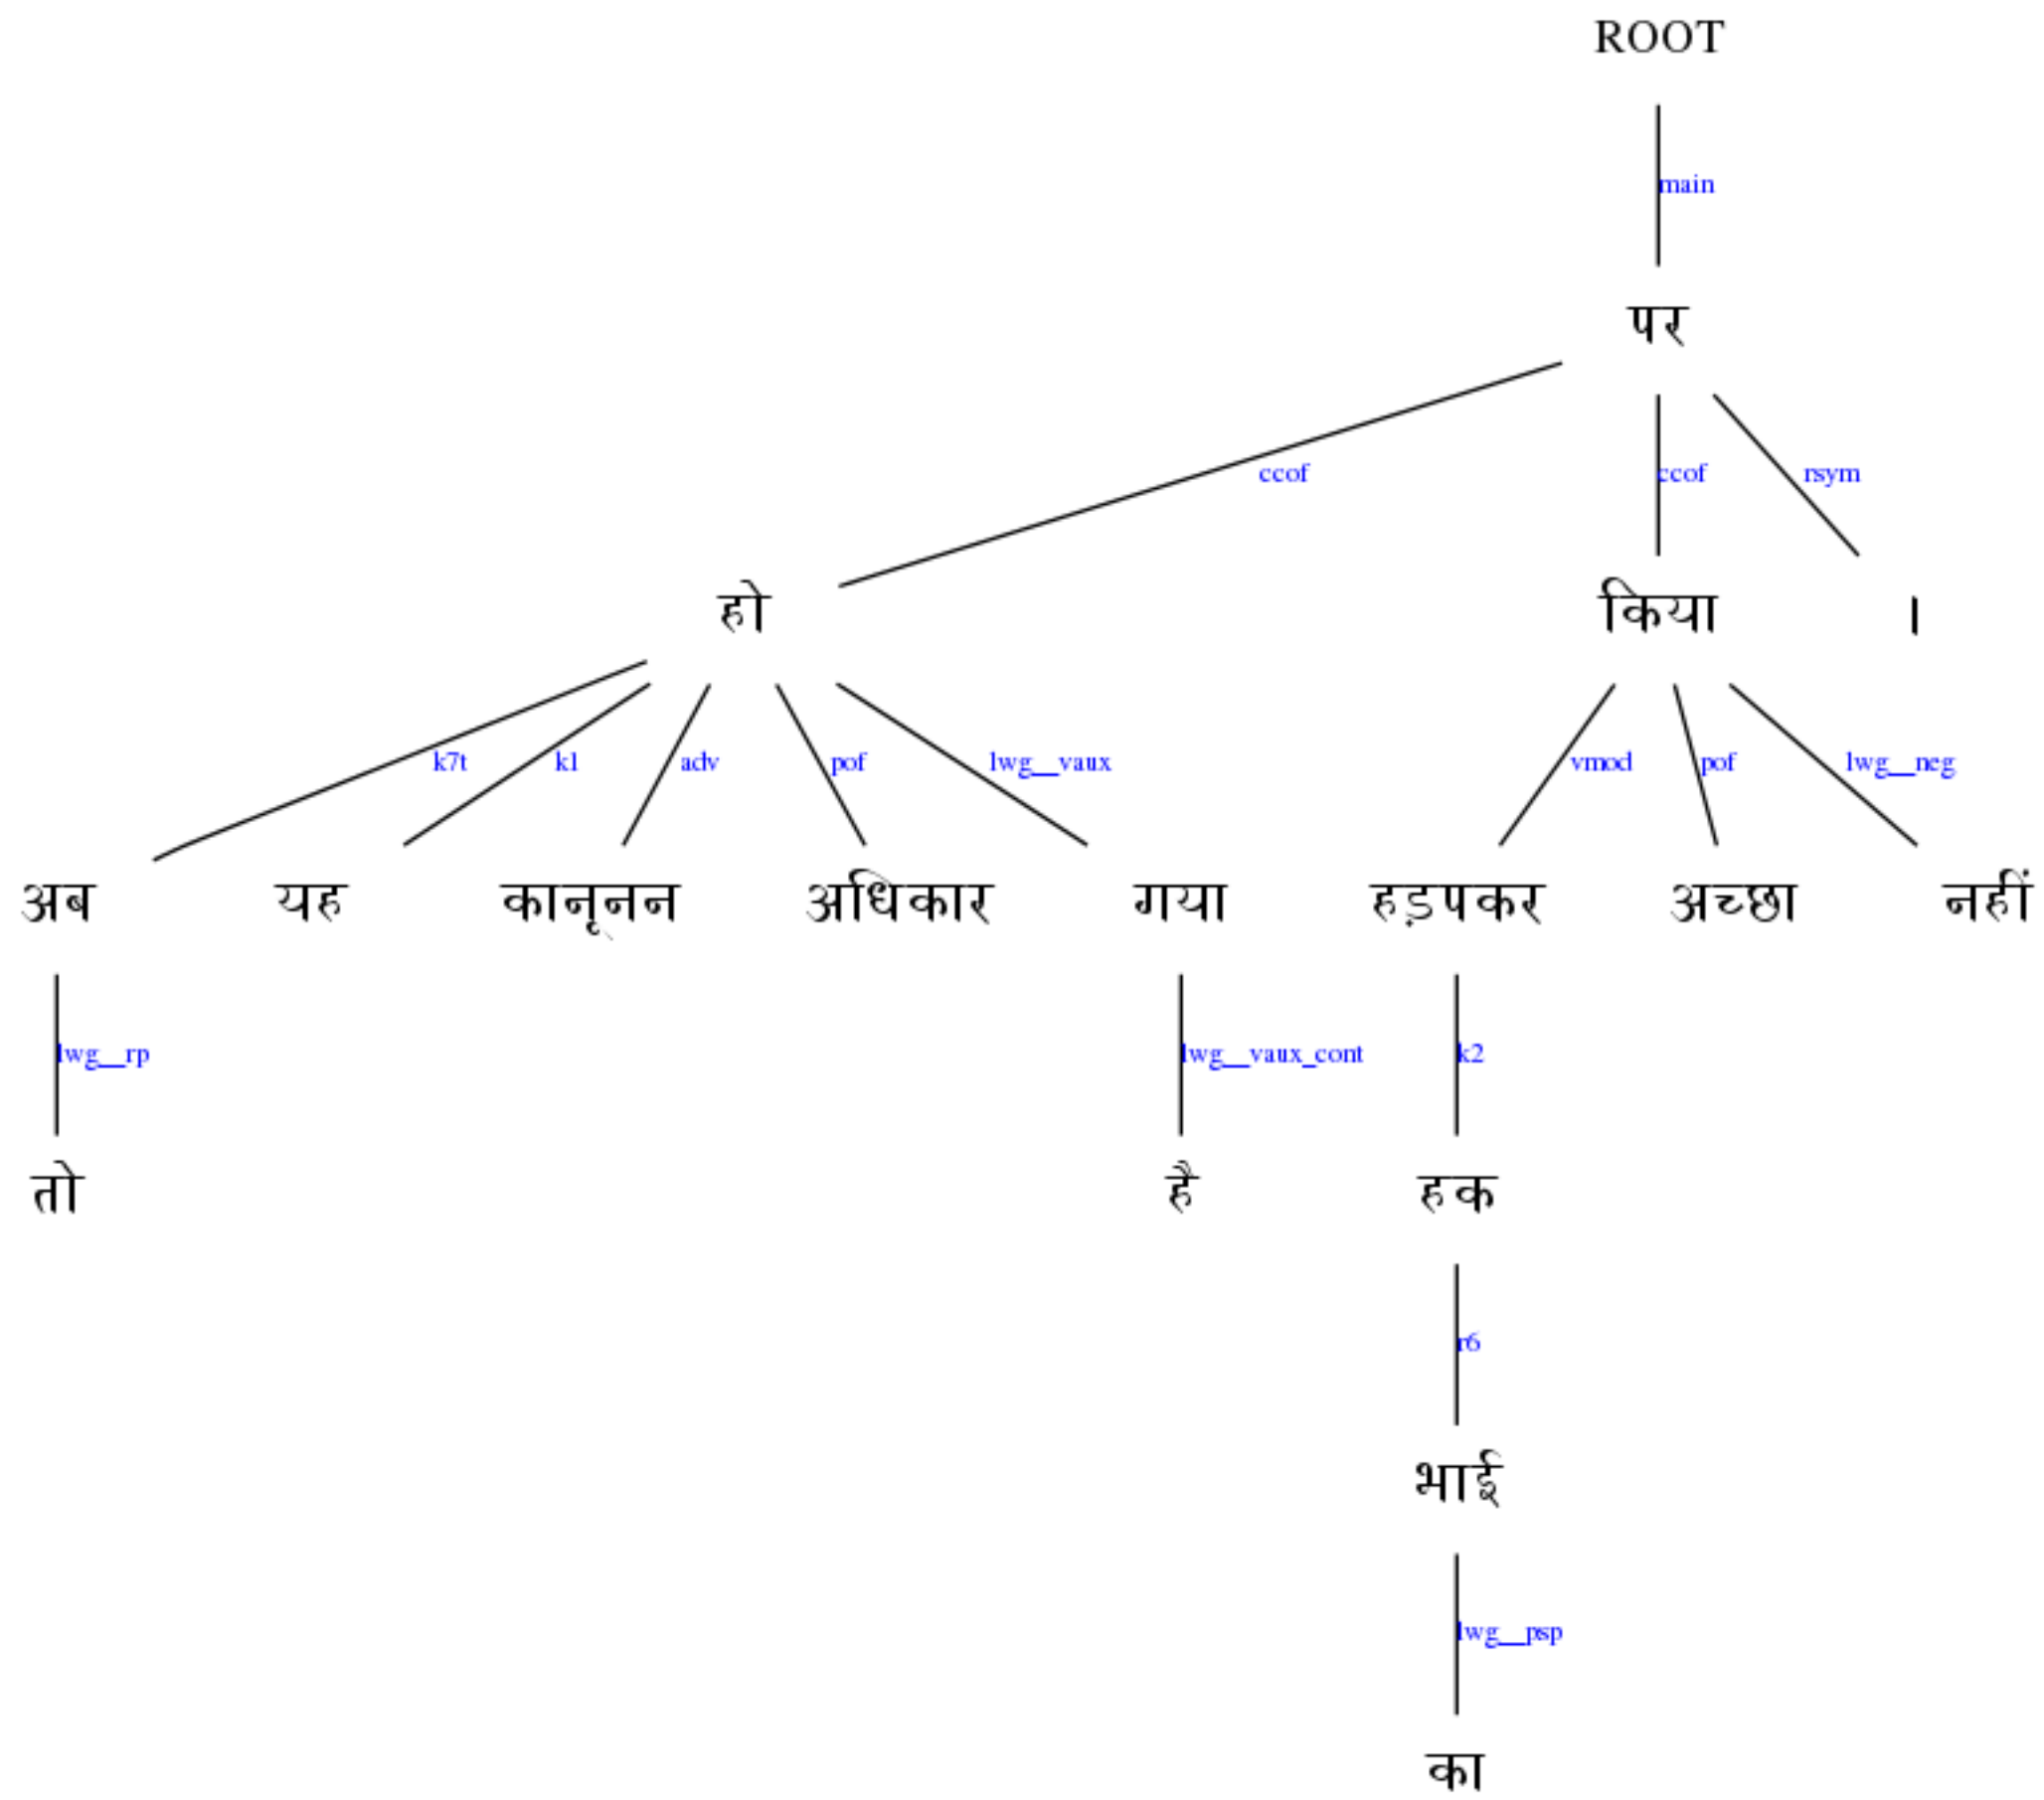 ROOT
main
पर
ccof ccof rsym
हो किया ।
k7t k1 adv pof lwg__vaux vmod pof lwg__neg
अब यह कानूनन अधिकार गया हड़पकर अच्छा नहीं
lwg__rp lwg__vaux_cont k2
तो है हक
r6
भाई
lwg__psp
का